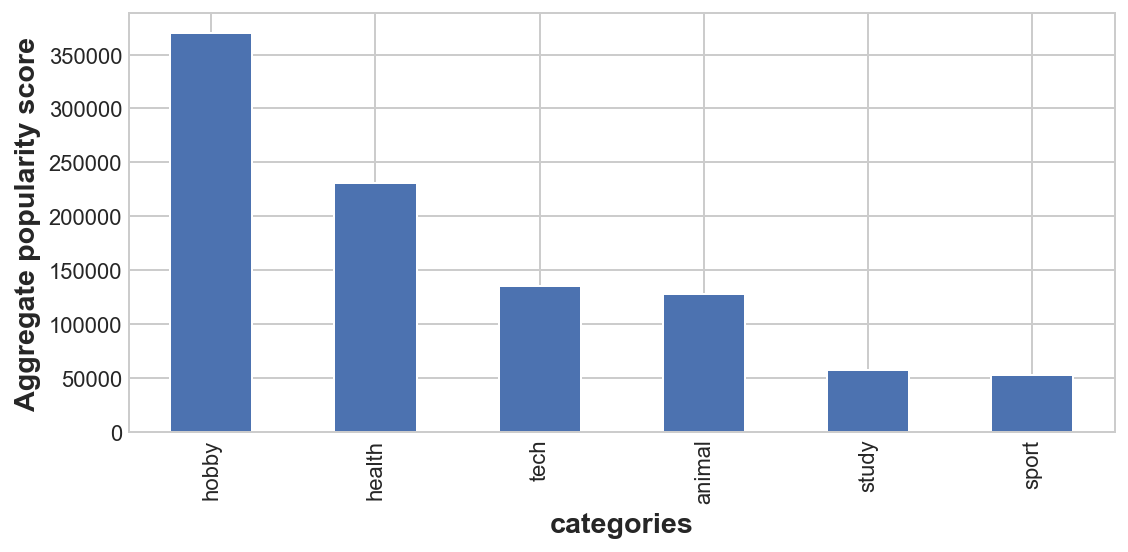 Aggregate popularity score
350000
300000
250000
200000
150000
100000
50000
0
hobby
health
tech
animal
study
sport
categories